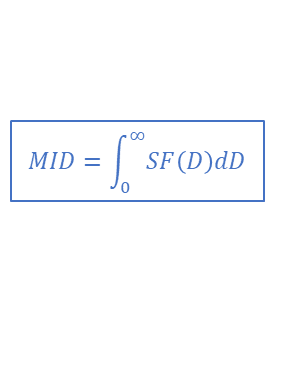 MID = ∫₀^∞ SF(D)dD